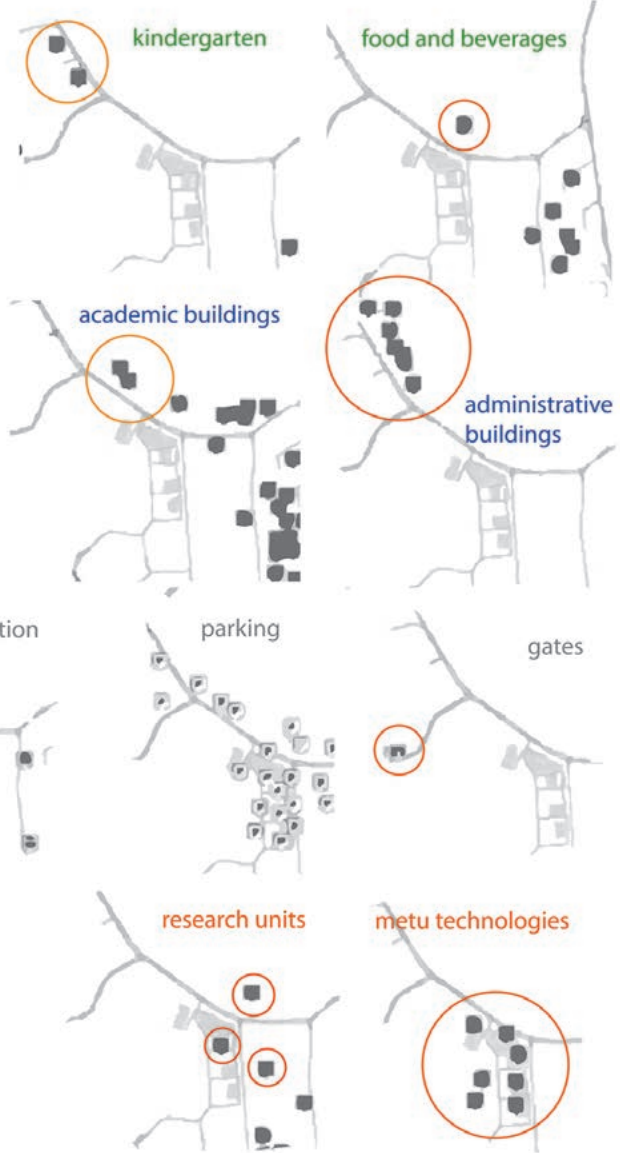 kindergarten
food and beverages
academic buildings
administrative
buildings
tion
parking
gates
research units
metu technologies